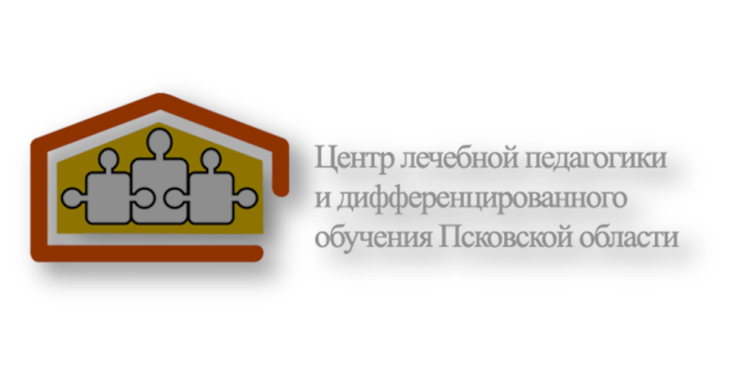 Центр лечебной педагогики
и дифференцированного
обучения Псковской области